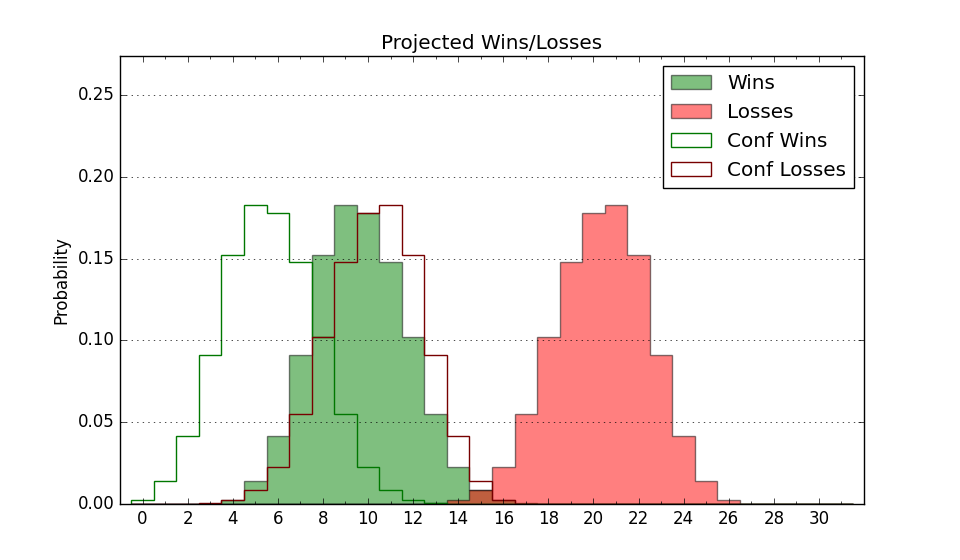 Projected Wins/Losses
Wins
Losses
Conf Wins
Conf Losses
Probability
0.25
0.20
0.15
0.10
0.05
0.00
0 2 4 6 8 10 12 14 16 18 20 22 24 26 28 30